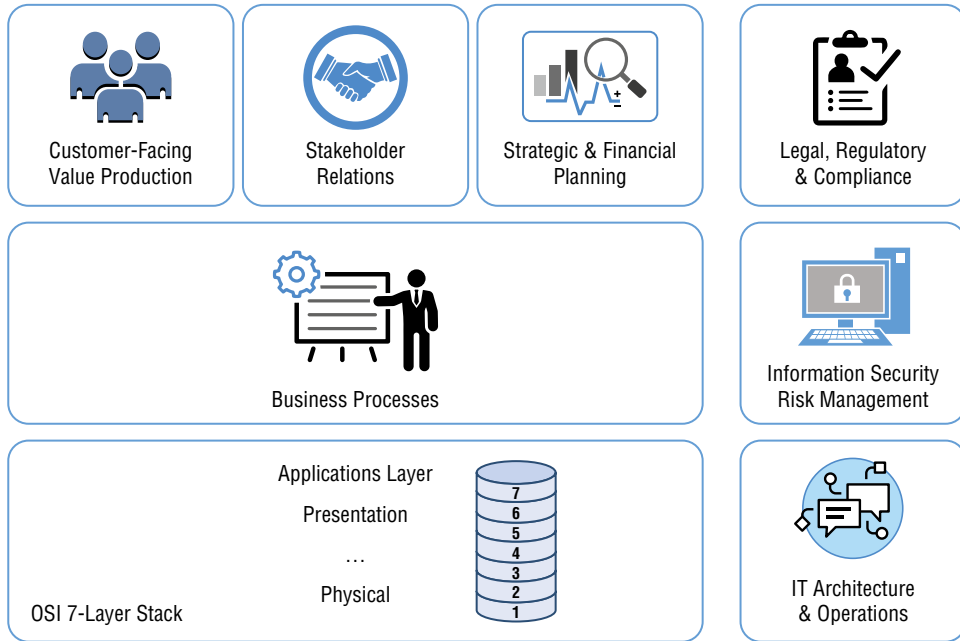 Customer-Facing
Value Production
Stakeholder
Relations
Strategic & Financial
Planning
Legal, Regulatory
& Compliance
Business Processes
Information Security
Risk Management
Applications Layer
Presentation
...
Physical
OSI 7-Layer Stack
7
6
5
4
3
2
1
IT Architecture
& Operations